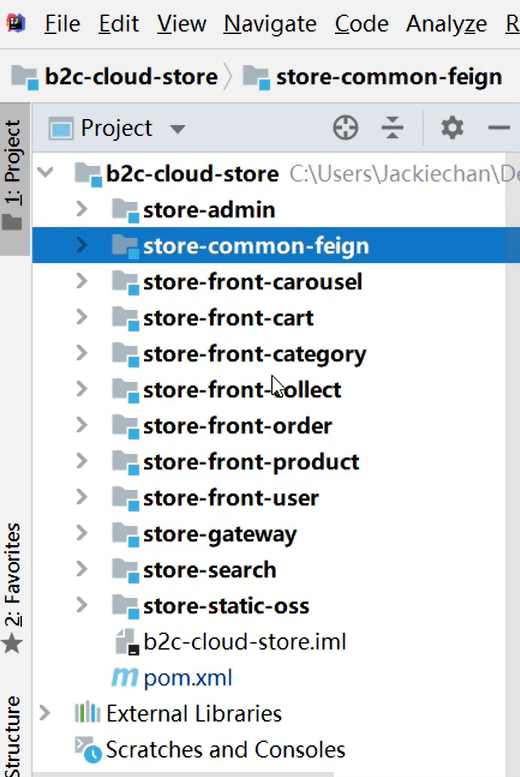 File Edit View Navigate Code Analyze R
b2c-cloud-store store-common-feign
Project
1: Project
b2c-cloud-store C:\Users\Jackiechan\De
store-admin
store-common-feign
store-front-carousel
store-front-cart
store-front-category
store-front-collect
store-front-order
store-front-product
store-front-user
store-gateway
store-search
store-static-oss
b2c-cloud-store.iml
pom.xml
External Libraries
Scratches and Consoles
2: Favorites
Structure